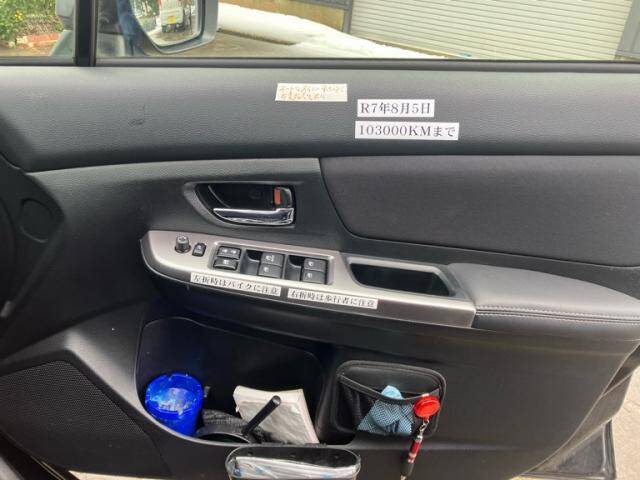 R7年8月5日
103000KMまで
左折時はバイクに注意
右折時は歩行者に注意